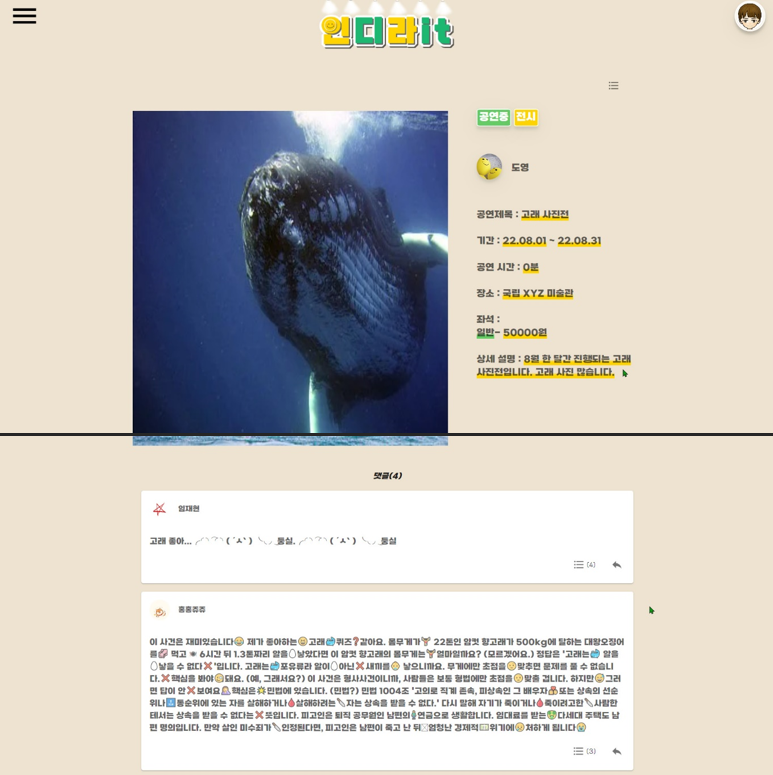 인디라it
공연중 전시
도영
공연제목 : 고래 사진전
기간 : 22.08.01 ~ 22.08.31
공연 시간 : 0분
장소 : 국립 XYZ 미술관
좌석 :
일반- 50000원
상세 설명 : 8월 한 달간 진행되는 고래
사진전입니다. 고래 사진 많습니다.
댓글(4)
임재현
고래 좋아... ╭◜◝ ͡ ◜◝ ( ´ㅅ` ) ╰◟◞ 둥실. ╭◜◝ ͡ ◜◝ ( ´ㅅ` ) ╰◟◞ 둥실
(4)
홍홍쥬쥬
이 사건은 재미있습니다😄 제가 좋아하는😊고래🐳퀴즈❓같아요. 몸무게가🏋 22톤인 암컷 향고래가 500kg에 달하는 대왕오징어
를🦑 먹고 6시간 뒤 1.3톤짜리 알을🥚낳았다면 이 암컷 향고래의 몸무게는🏋얼마일까요? (모르겠어요.) 정답은 '고래는🐳 알을
🥚낳을 수 없다❌'입니다. 고래는🐳포유류라 알이🥚아닌❌새끼를👶 낳으니까요. 무게에만 초점을 맞추면 문제를 풀 수 없습니
다.❌핵심을 봐야 돼요. (예, 그래서요?) 이 사건은 형사사건이니까, 사람들은 보통 형법에만 초점을 맞출 겁니다. 하지만 그러
면 답이 안❌보여요 핵심은 민법에 있습니다. (민법?) 민법 1004조 '고의로 직계 존속, 피상속인 그 배우자 또는 상속의 선순
위나 동순위에 있는 자를 살해하거나 살해하려는 자는 상속을 받을 수 없다.' 다시 말해 자기가 죽이거나 죽이려고한 사람한
테서는 상속을 받을 수 없다는❌뜻입니다. 피고인은 퇴직 공무원인 남편의 연금으로 생활합니다. 임대료를 받는 다세대 주택도 남
편 명의입니다. 만약 살인 미수죄가 인정된다면, 피고인은 남편이 죽고 난 뒤 엄청난 경제적 위기에 처하게 됩니다😭
(3)